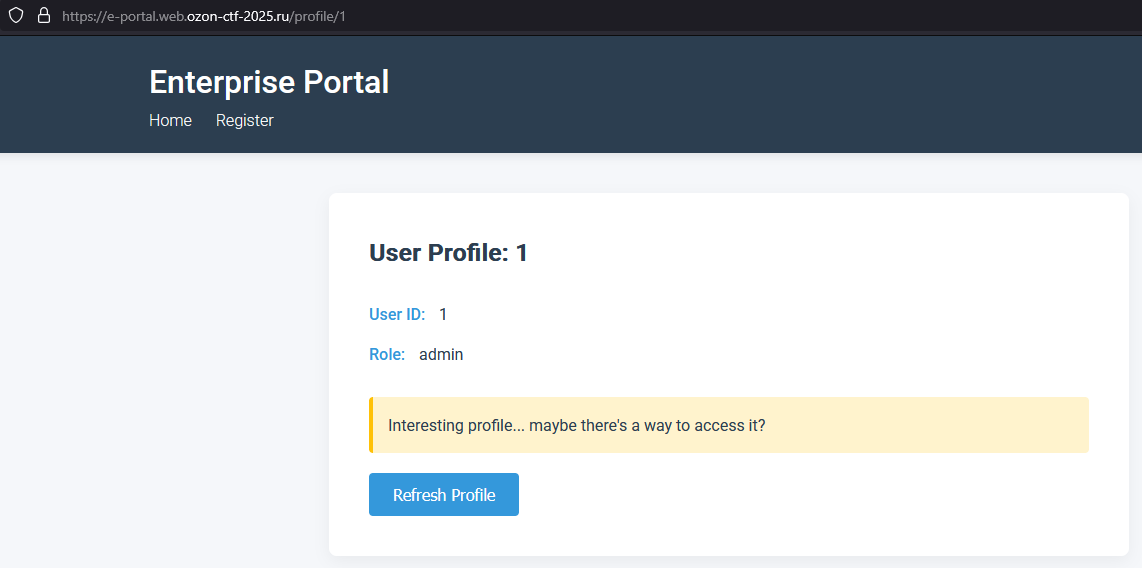 https://e-portal.web.ozon-ctf-2025.ru/profile/1
Enterprise Portal
Home Register
User Profile: 1
User ID: 1
Role: admin
Interesting profile... maybe there's a way to access it?
Refresh Profile